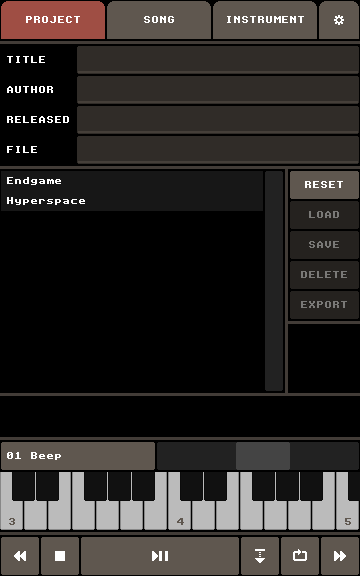 PROJECT SONG INSTRUMENT
TITLE
AUTHOR
RELEASED
FILE
Endgame
Hyperspace
RESET
LOAD
SAVE
DELETE
EXPORT
01 Beep
3 4 5